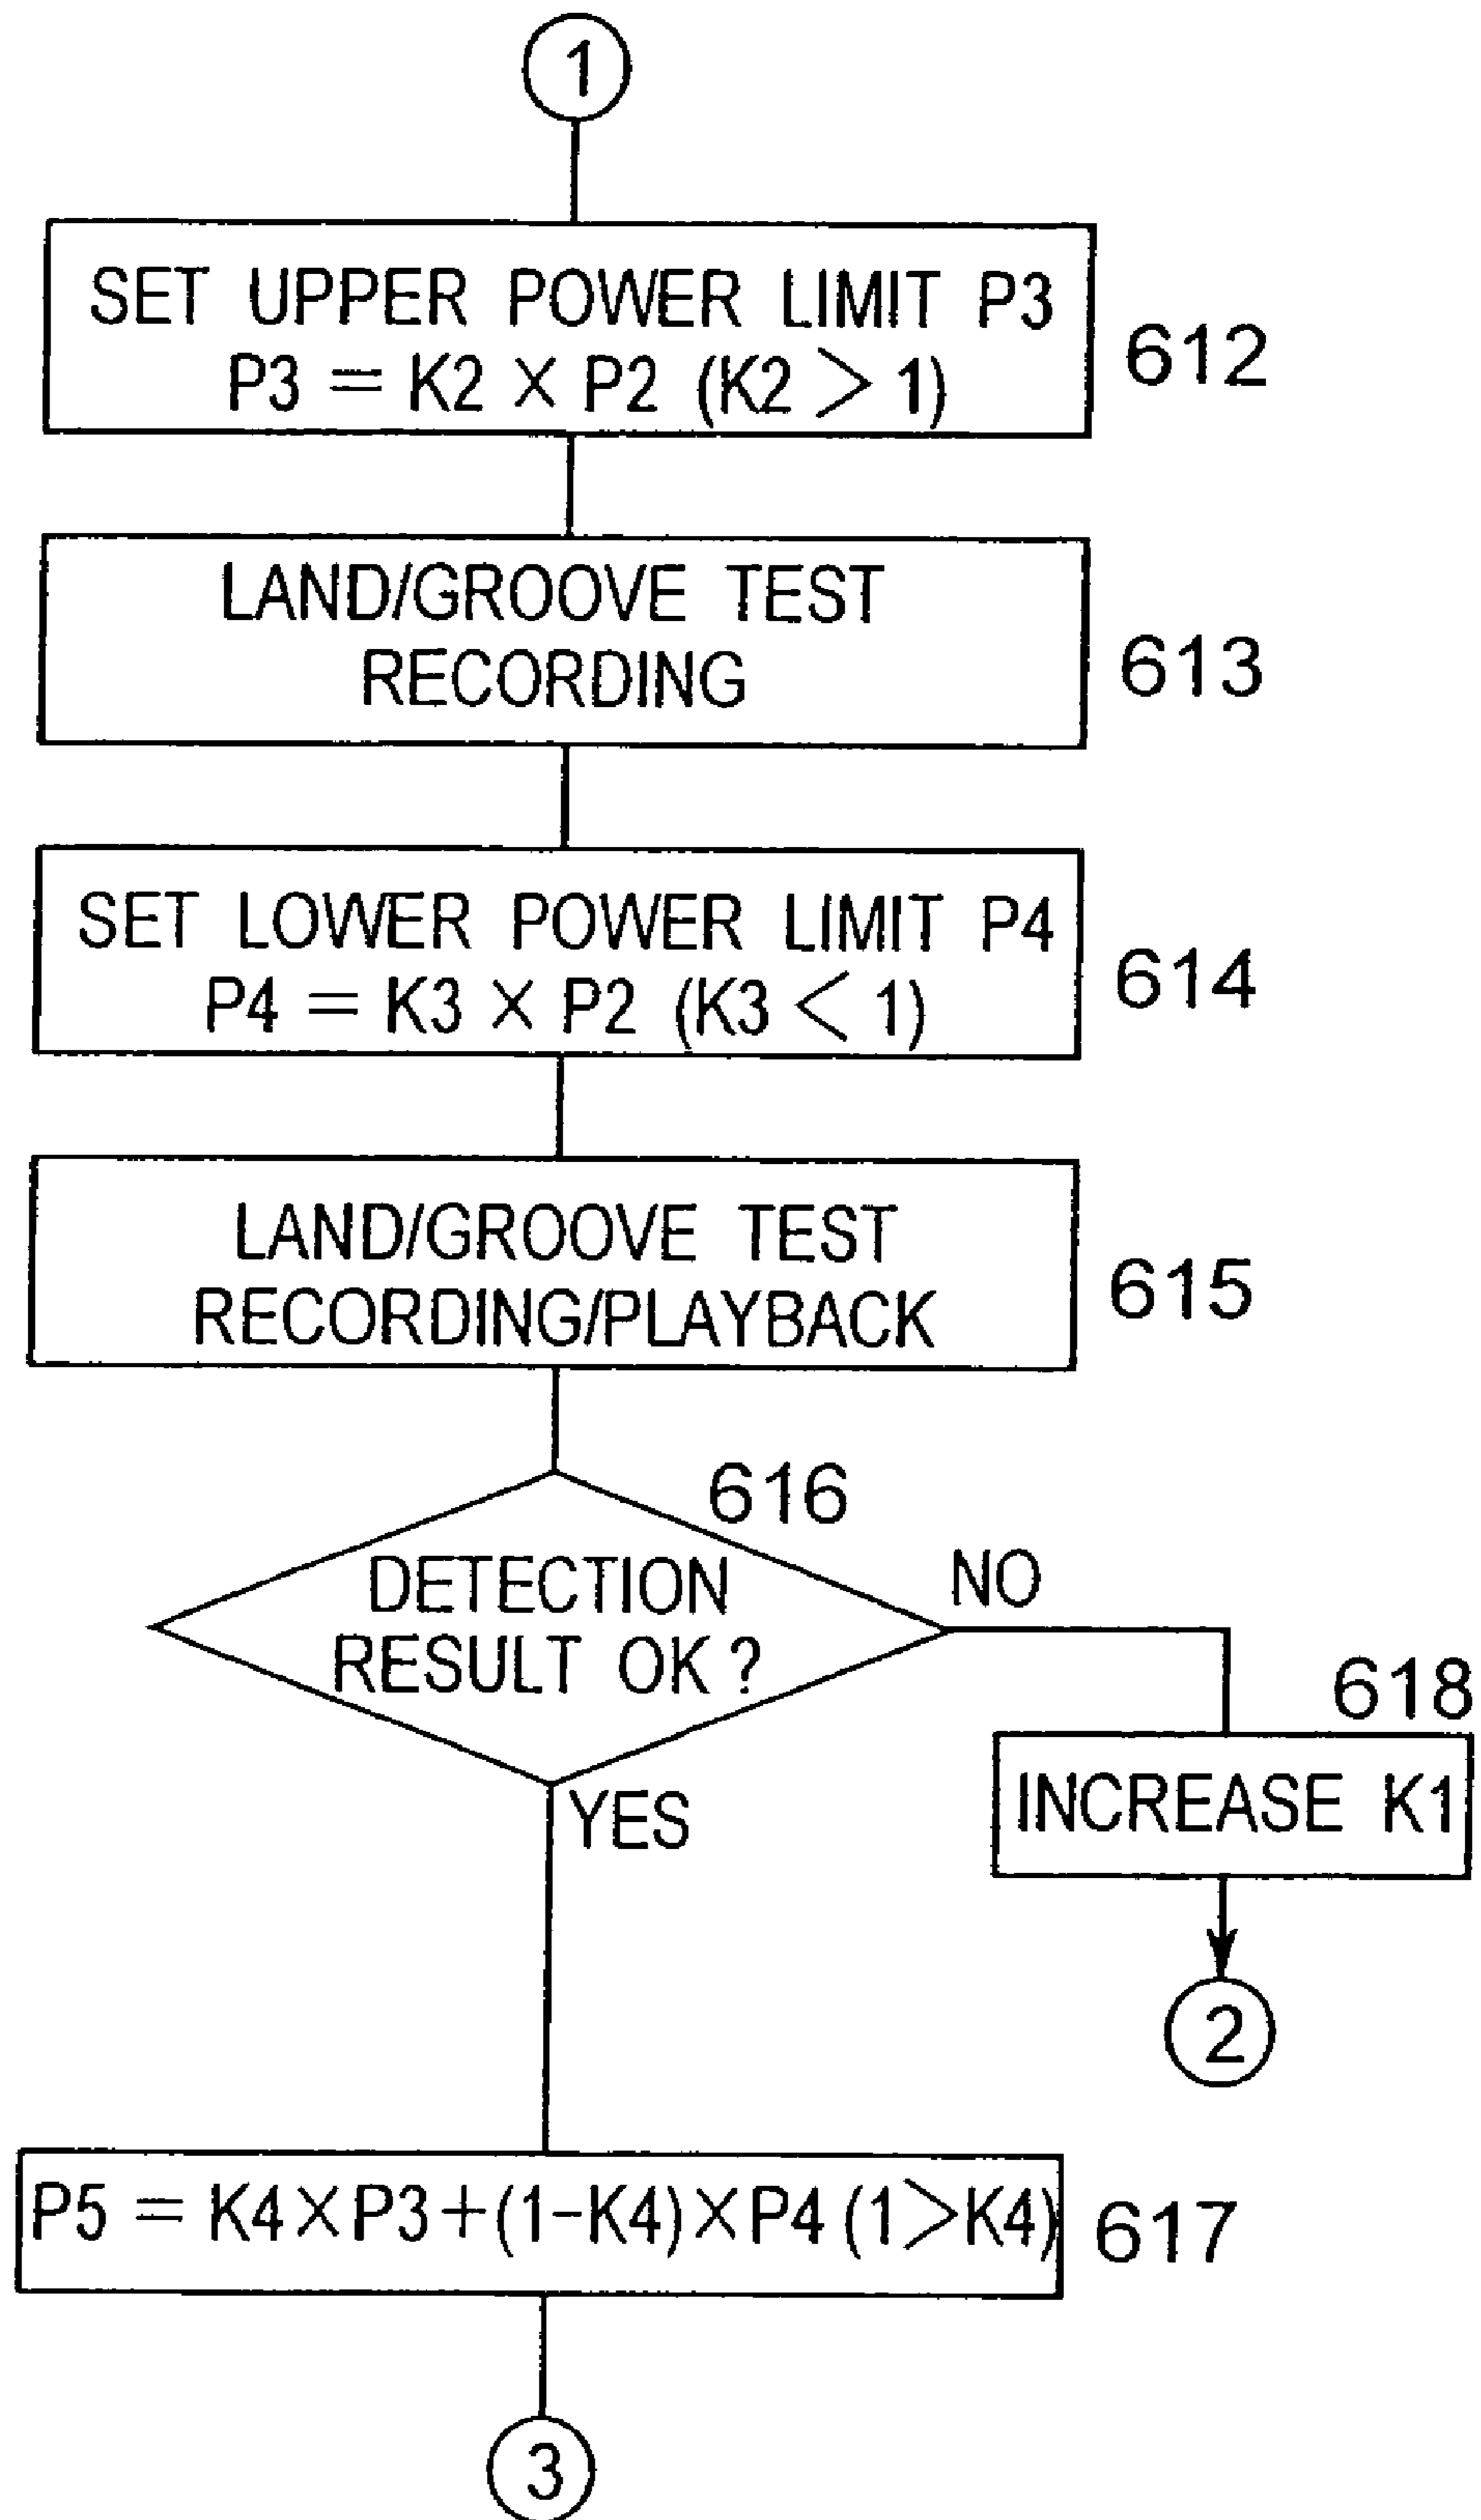 1
SET UPPER POWER LIMIT P3
P3 = K2 × P2 (K2 > 1)
612
LAND/GROOVE TEST
RECORDING
613
SET LOWER POWER LIMIT P4
P4 = K3 × P2 (K3 < 1)
614
LAND/GROOVE TEST
RECORDING/PLAYBACK
615
616
DETECTION
RESULT OK?
NO
618
INCREASE K1
YES
2
P5 = K4×P3+(1-K4)×P4(1>K4)
617
3